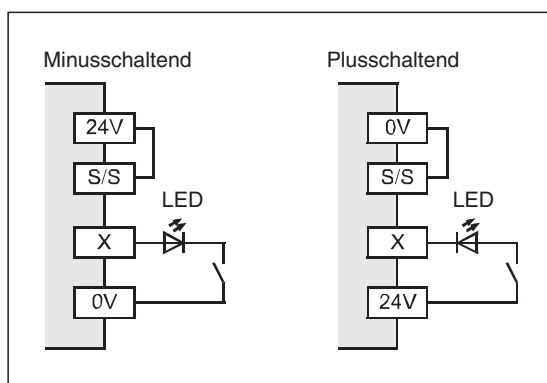 Minusschaltend
24V
S/S
LED
X
0V
Plusschaltend
0V
S/S
LED
X
24V